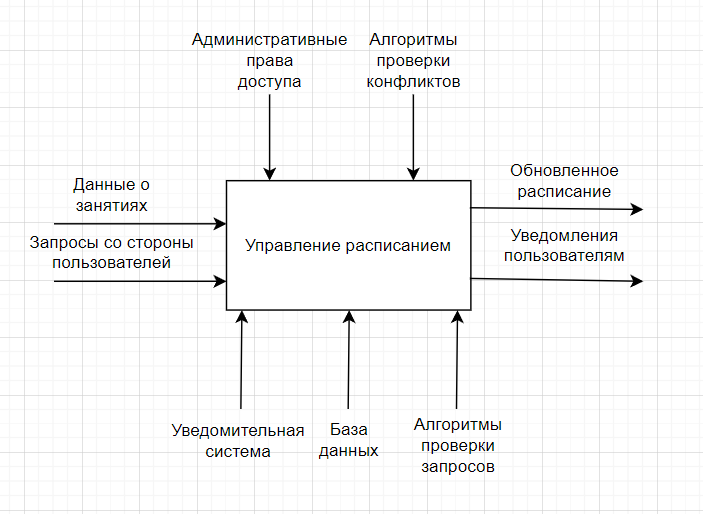 Административные
права
доступа
Алгоритмы
проверки
конфликтов
Данные о
занятиях
Запросы со стороны
пользователей
Управление расписанием
Обновленное
расписание
Уведомления
пользователям
Уведомительная
система
База
данных
Алгоритмы
проверки
запросов